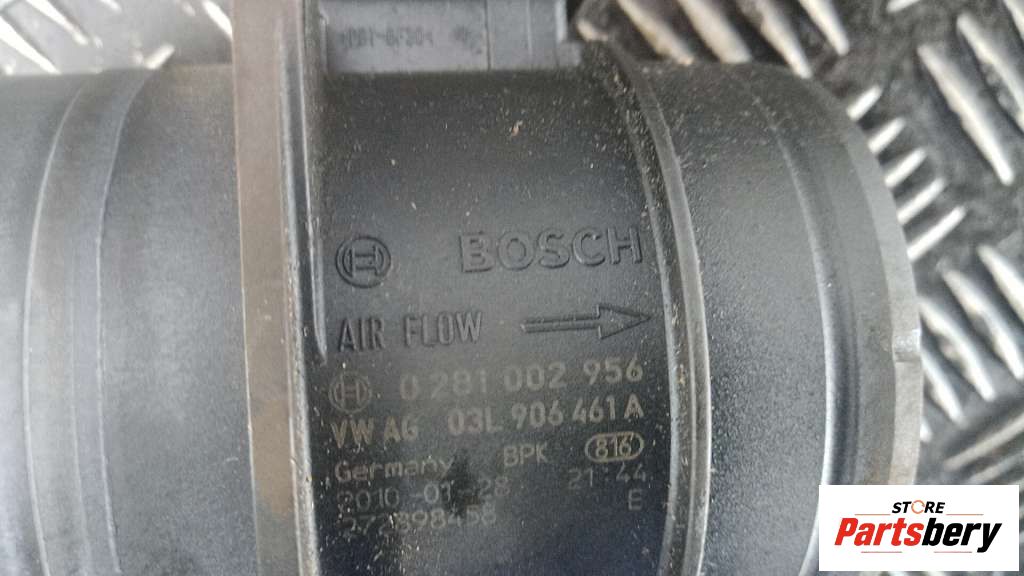 BOSCH
AIR FLOW
0 281 002 956
VW AG 03L 906 461 A
Germany BPK 816
2010-01-28 21:44
E
STORE
Partsbery